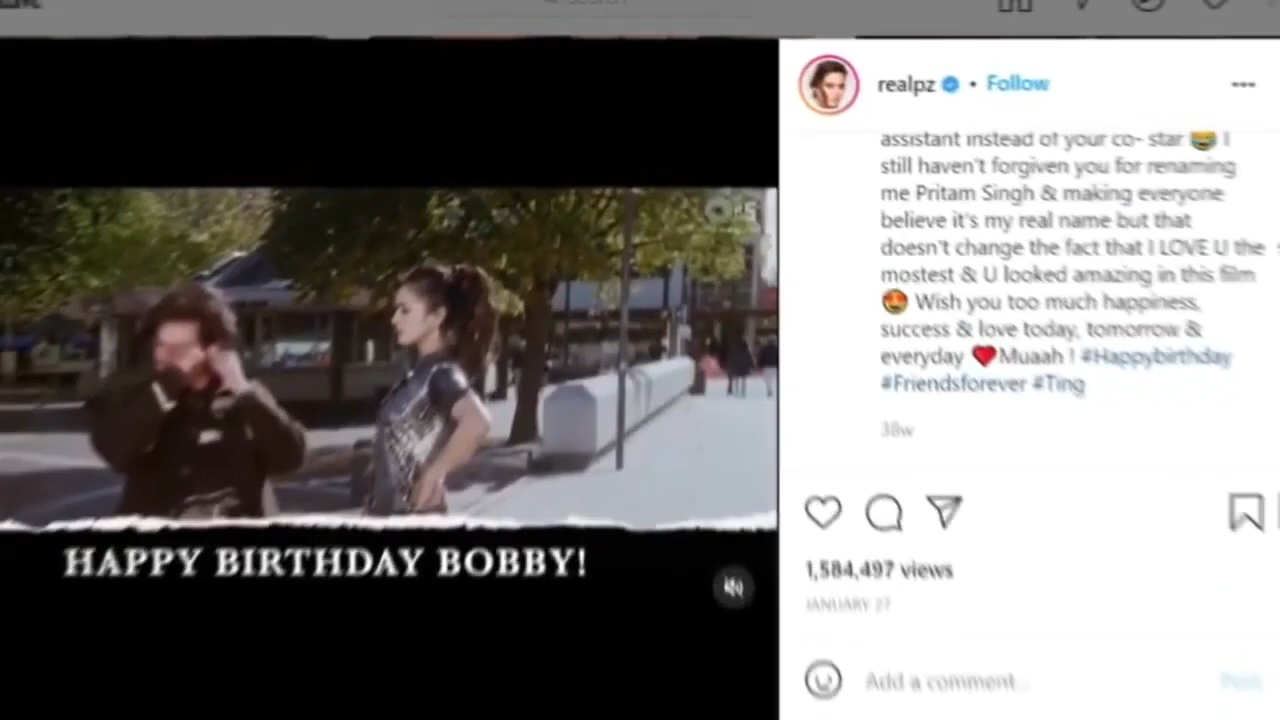 realpz • Follow
assistant instead of your co- star 😂 I
still haven't forgiven you for renaming
me Pritam Singh & making everyone
believe it's my real name but that
doesn't change the fact that I LOVE U the
mostest & U looked amazing in this film
😍 Wish you too much happiness,
success & love today, tomorrow &
everyday ❤️Muaah ! #Happybirthday
#Friendsforever #Ting
38w
HAPPY BIRTHDAY BOBBY!
1,584,497 views
JANUARY 27
Add a comment...
Post